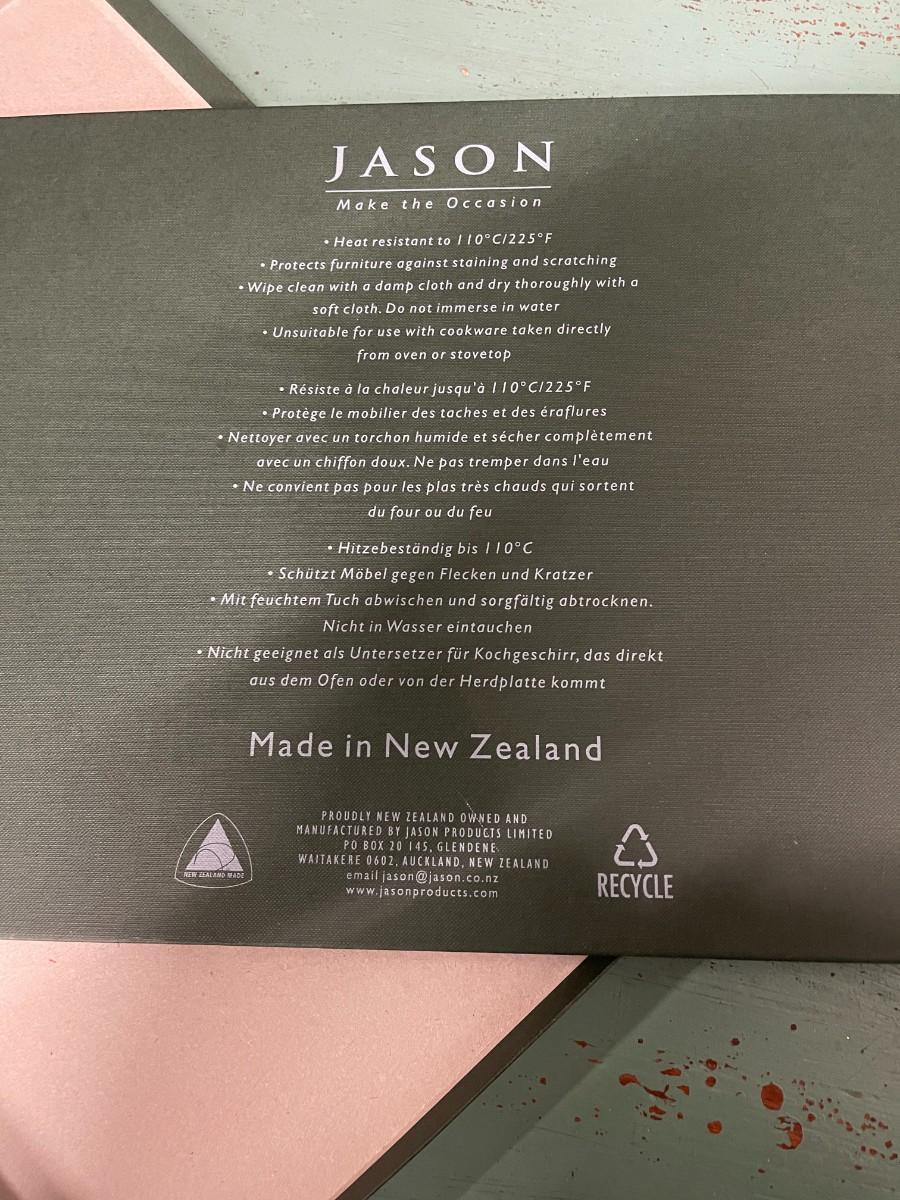 JASON
Make the Occasion
• Heat resistant to 110°C/225°F
• Protects furniture against staining and scratching
• Wipe clean with a damp cloth and dry thoroughly with a
soft cloth. Do not immerse in water
• Unsuitable for use with cookware taken directly
from oven or stovetop
• Résiste à la chaleur jusqu'à 110°C/225°F
• Protège le mobilier des taches et des éraflures
• Nettoyer avec un torchon humide et sécher complètement
avec un chiffon doux. Ne pas tremper dans l'eau
• Ne convient pas pour les plas très chauds qui sortent
du four ou du feu
• Hitzebeständig bis 110°C
• Schützt Möbel gegen Flecken und Kratzer
• Mit feuchtem Tuch abwischen und sorgfältig abtrocknen.
Nicht in Wasser eintauchen
• Nicht geeignet als Untersetzer für Kochgeschirr, das direkt
aus dem Ofen oder von der Herdplatte kommt
Made in New Zealand
NEW ZEALAND MADE
PROUDLY NEW ZEALAND OWNED AND
MANUFACTURED BY JASON PRODUCTS LIMITED
PO BOX 20 145, GLENDENE
WAITAKERE 0602, AUCKLAND, NEW ZEALAND
email jason@jason.co.nz
www.jasonproducts.com
RECYCLE